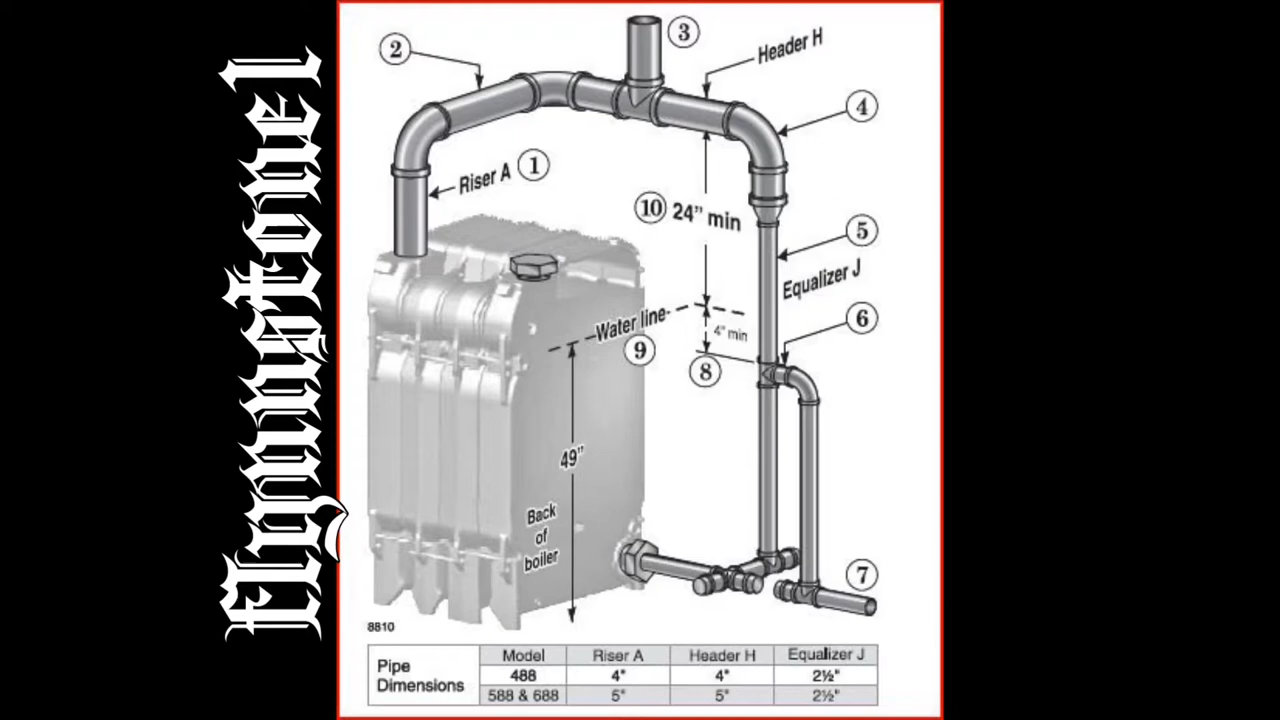 flgunstone1
2
3
Header H
4
Riser A 1
10 24” min
5
Equalizer J
Water line
9
4” min
6
8
49”
Back
of
boiler
7
8810
Pipe
Dimensions
Model Riser A Header H Equalizer J
488 4" 4" 2½"
588 & 688 5" 5" 2½"